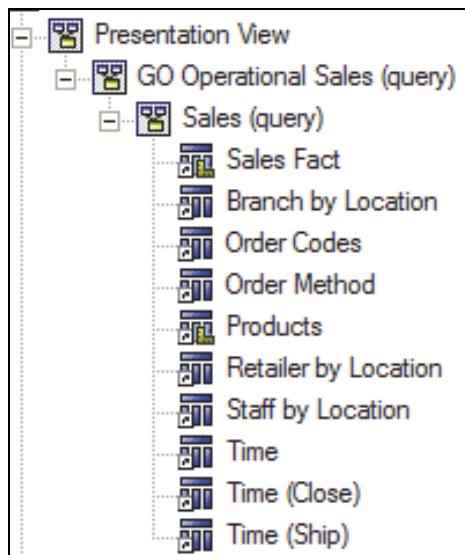 Presentation View
GO Operational Sales (query)
Sales (query)
Sales Fact
Branch by Location
Order Codes
Order Method
Products
Retailer by Location
Staff by Location
Time
Time (Close)
Time (Ship)